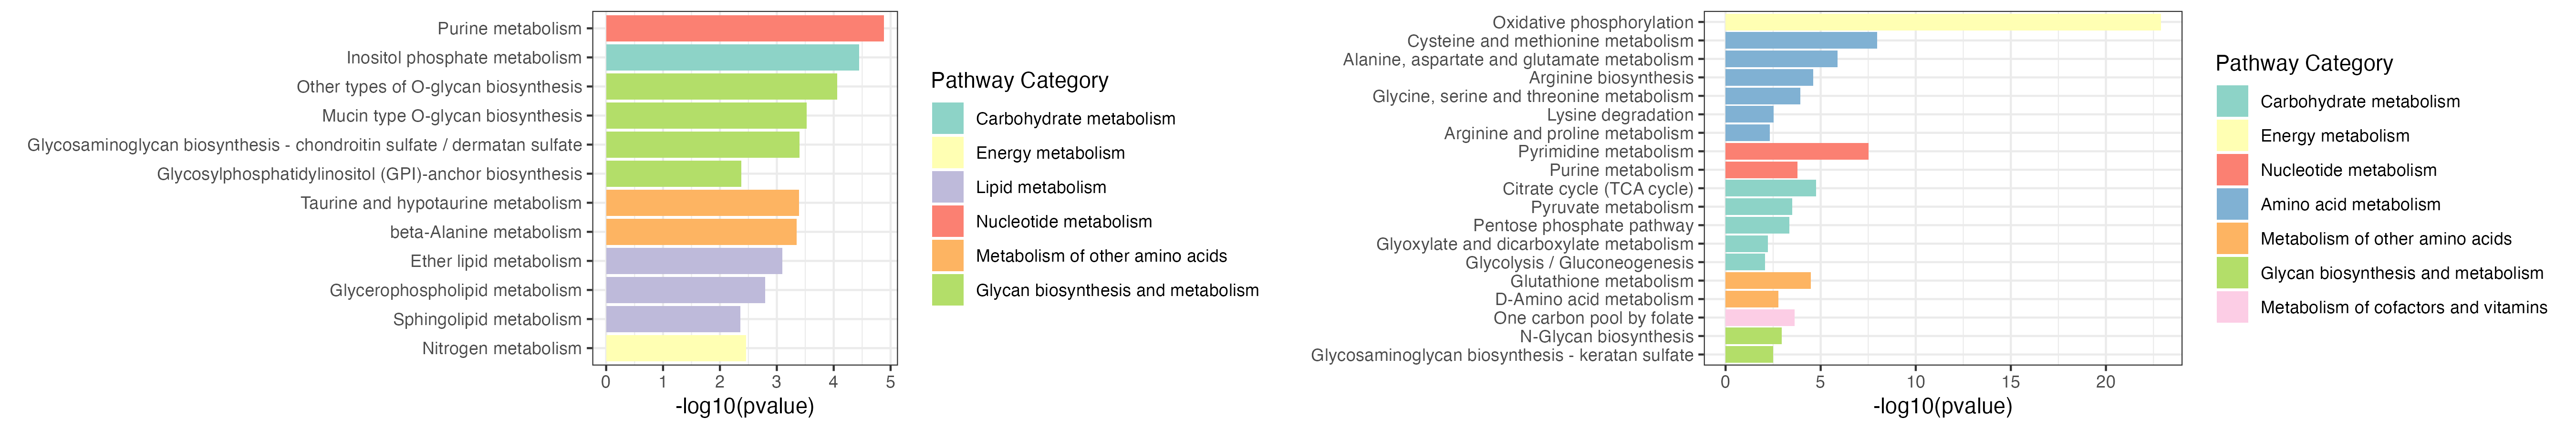 Purine metabolism
Inositol phosphate metabolism
Other types of O-glycan biosynthesis
Mucin type O-glycan biosynthesis
Glycosaminoglycan biosynthesis - chondroitin sulfate / dermatan sulfate
Glycosylphosphatidylinositol (GPI)-anchor biosynthesis
Taurine and hypotaurine metabolism
beta-Alanine metabolism
Ether lipid metabolism
Glycerophospholipid metabolism
Sphingolipid metabolism
Nitrogen metabolism
0 1 2 3 4 5
-log10(pvalue)
Pathway Category
Carbohydrate metabolism
Energy metabolism
Lipid metabolism
Nucleotide metabolism
Metabolism of other amino acids
Glycan biosynthesis and metabolism
Oxidative phosphorylation
Cysteine and methionine metabolism
Alanine, aspartate and glutamate metabolism
Arginine biosynthesis
Glycine, serine and threonine metabolism
Lysine degradation
Arginine and proline metabolism
Pyrimidine metabolism
Purine metabolism
Citrate cycle (TCA cycle)
Pyruvate metabolism
Pentose phosphate pathway
Glyoxylate and dicarboxylate metabolism
Glycolysis / Gluconeogenesis
Glutathione metabolism
D-Amino acid metabolism
One carbon pool by folate
N-Glycan biosynthesis
Glycosaminoglycan biosynthesis - keratan sulfate
0 5 10 15 20
-log10(pvalue)
Pathway Category
Carbohydrate metabolism
Energy metabolism
Nucleotide metabolism
Amino acid metabolism
Metabolism of other amino acids
Glycan biosynthesis and metabolism
Metabolism of cofactors and vitamins